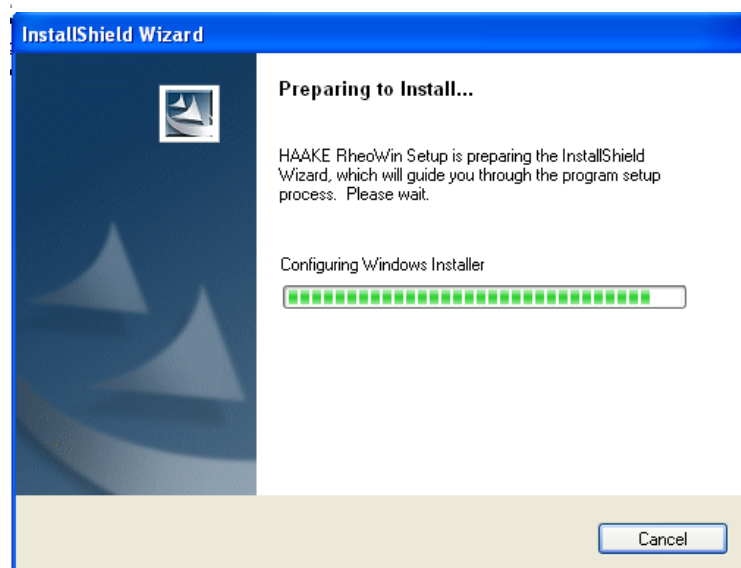 InstallShield Wizard
Preparing to Install...
HAAKE RheoWin Setup is preparing the InstallShield
Wizard, which will guide you through the program setup
process.  Please wait.
Configuring Windows Installer
Cancel